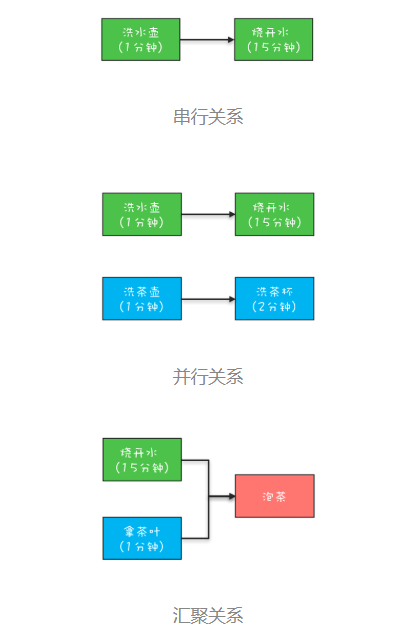 洗水壶
(1分钟)
烧开水
(15分钟)
串行关系
洗水壶
(1分钟)
烧开水
(15分钟)
洗茶壶
(1分钟)
洗茶杯
(2分钟)
并行关系
烧开水
(15分钟)
拿茶叶
(1分钟)
泡茶
汇聚关系